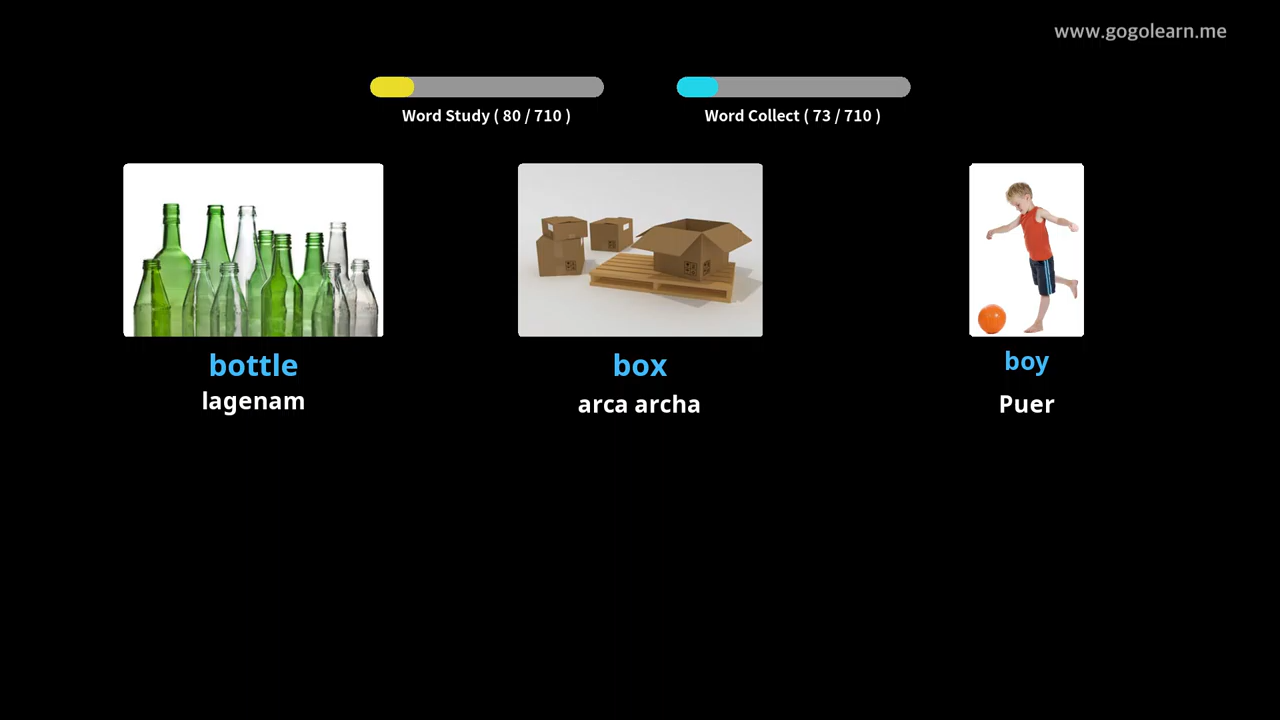 www.gogolearn.me
Word Study ( 80 / 710 )
Word Collect ( 73 / 710 )
bottle
lagenam
box
arca archa
boy
Puer